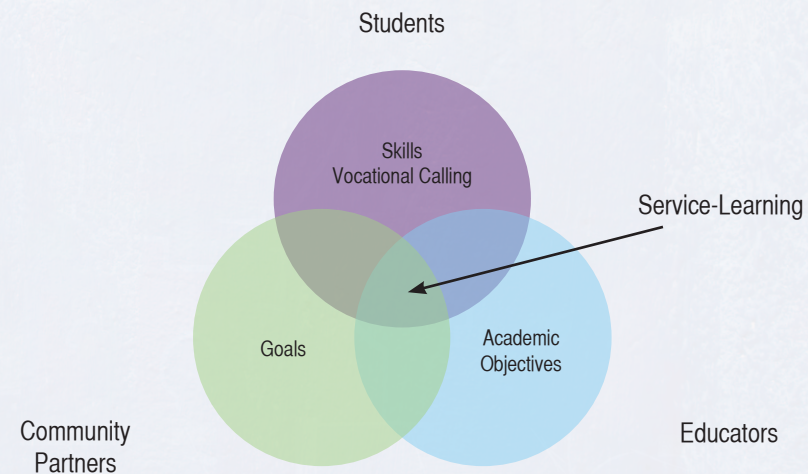 Students
Skills
Vocational Calling
Service-Learning
Goals
Academic
Objectives
Community
Partners
Educators